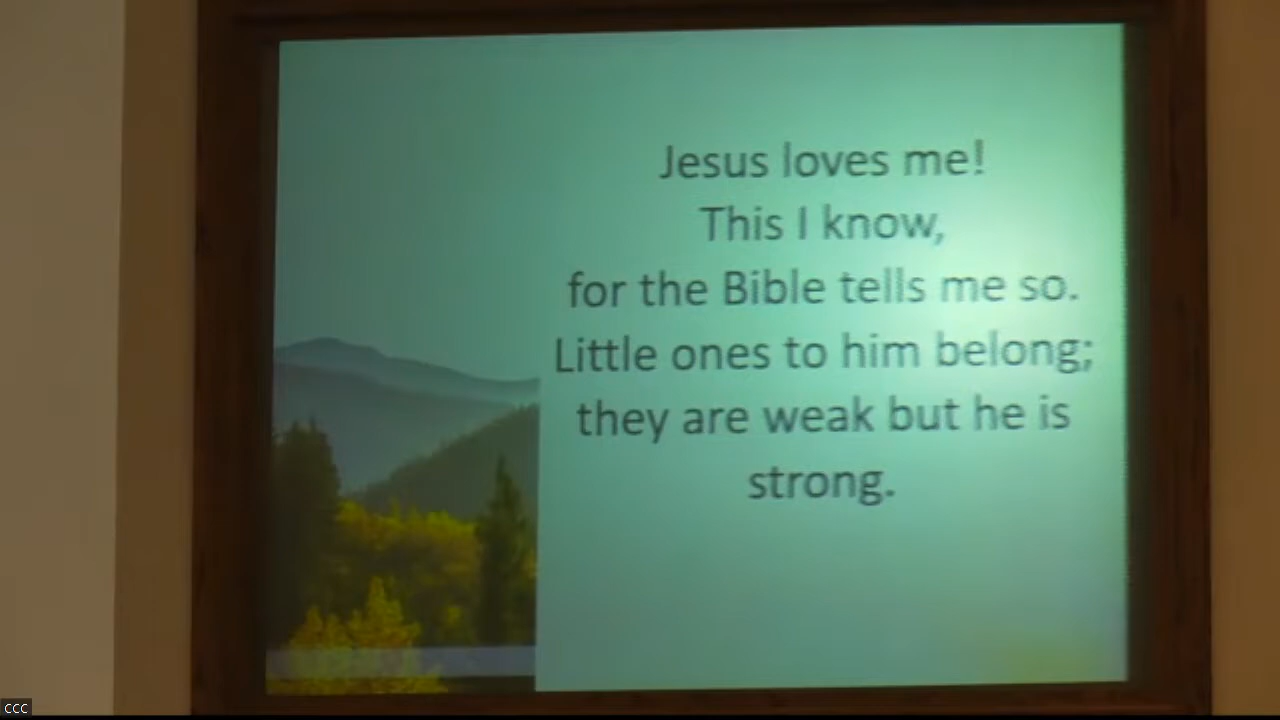 Jesus loves me!
This I know,
for the Bible tells me so.
Little ones to him belong;
they are weak but he is
strong.
CCC